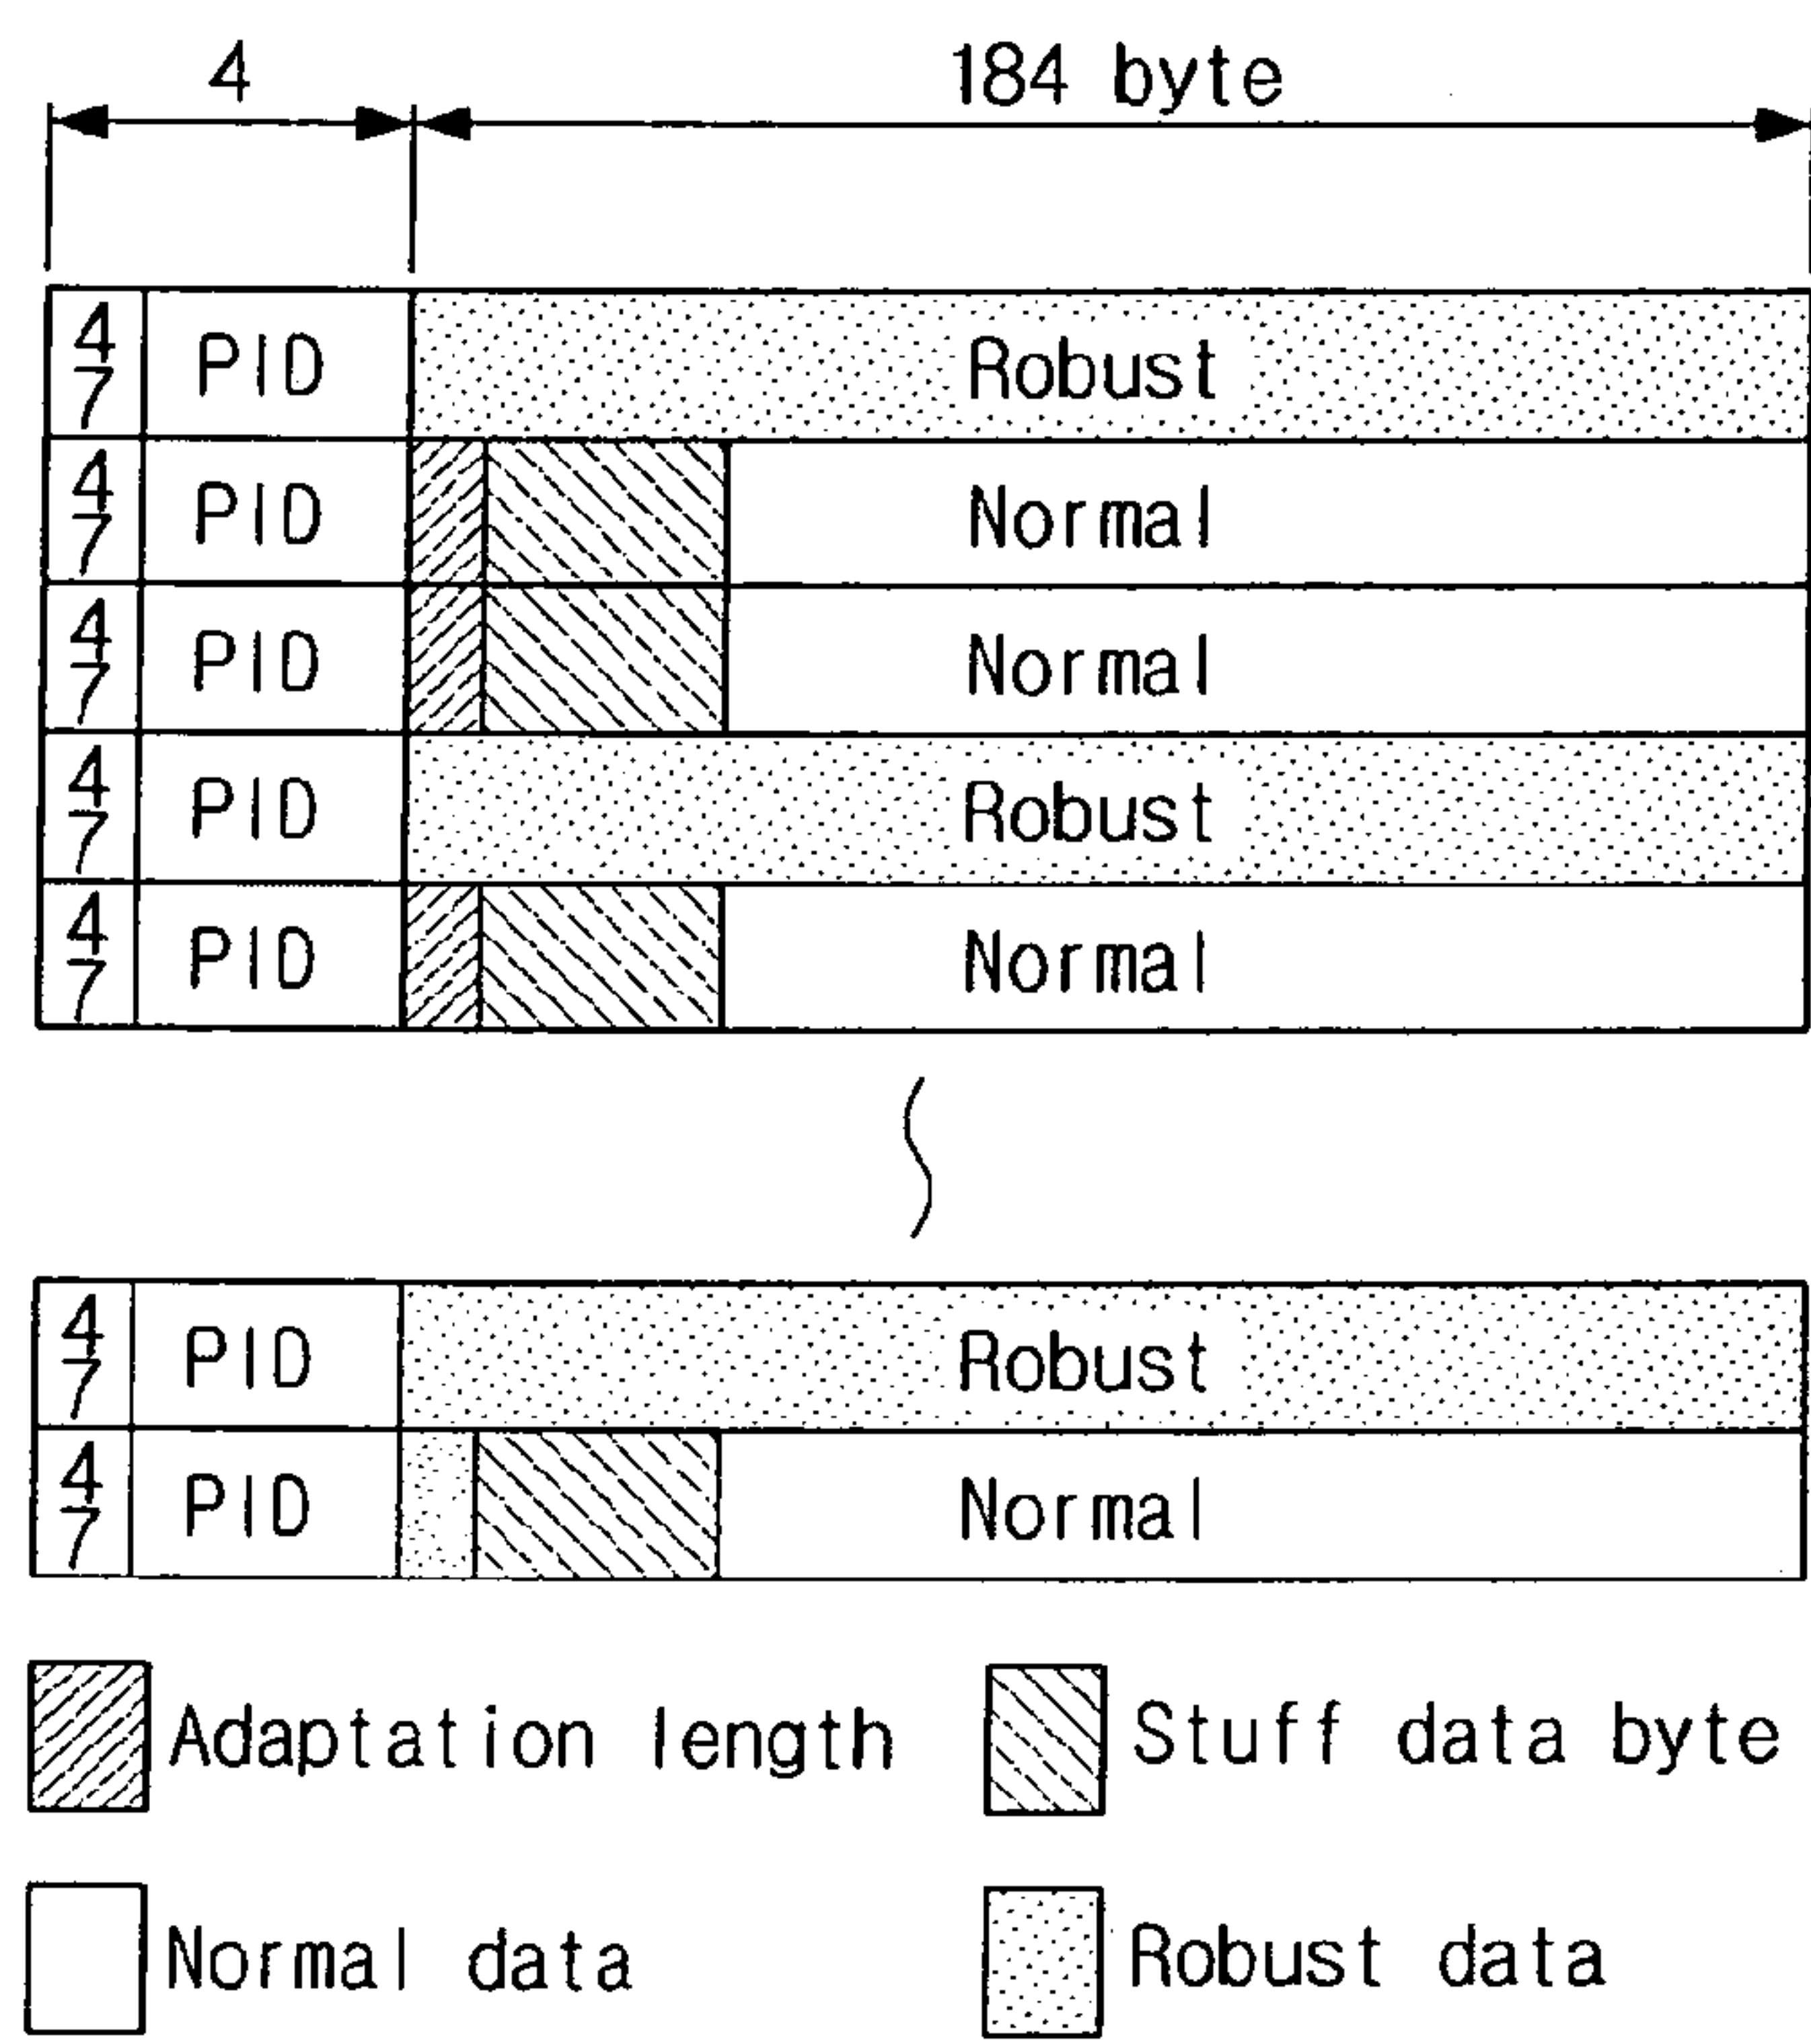 4 184 byte
47 PID Robust
47 PID Normal
47 PID Normal
47 PID Robust
47 PID Normal
47 PID Robust
47 PID Normal
Adaptation length Stuff data byte
Normal data Robust data